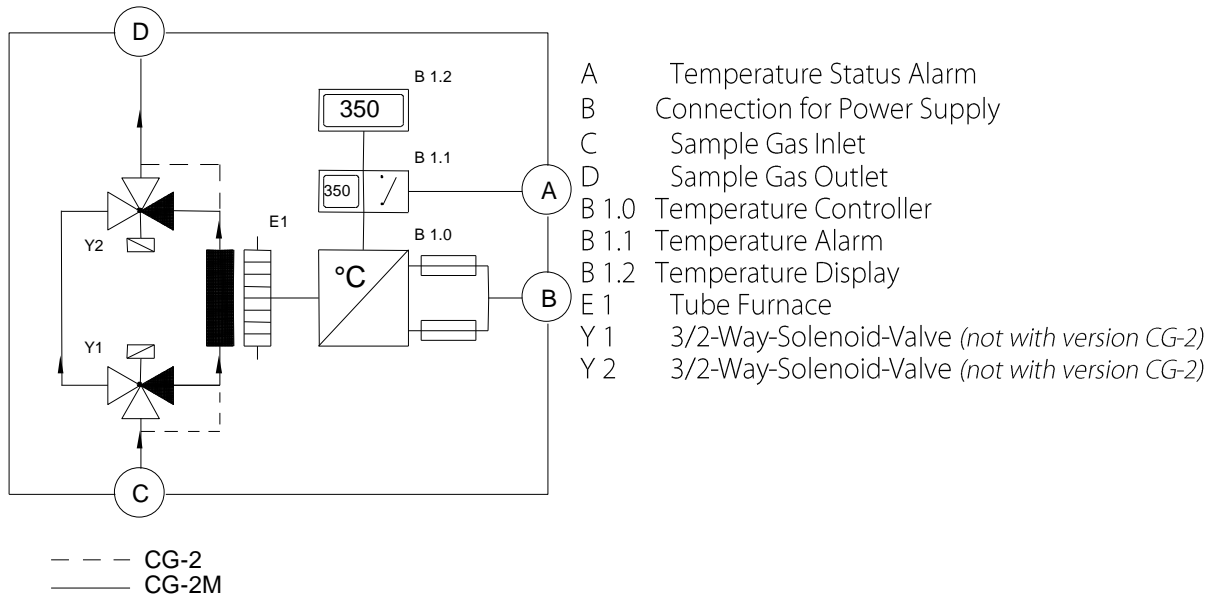 D
B 1.2
350
B 1.1
350
A
E1
B 1.0
Y2
°C
B
Y1
C
CG-2
CG-2M
A Temperature Status Alarm
B Connection for Power Supply
C Sample Gas Inlet
D Sample Gas Outlet
B 1.0 Temperature Controller
B 1.1 Temperature Alarm
B 1.2 Temperature Display
E 1 Tube Furnace
Y 1 3/2-Way-Solenoid-Valve (not with version CG-2)
Y 2 3/2-Way-Solenoid-Valve (not with version CG-2)